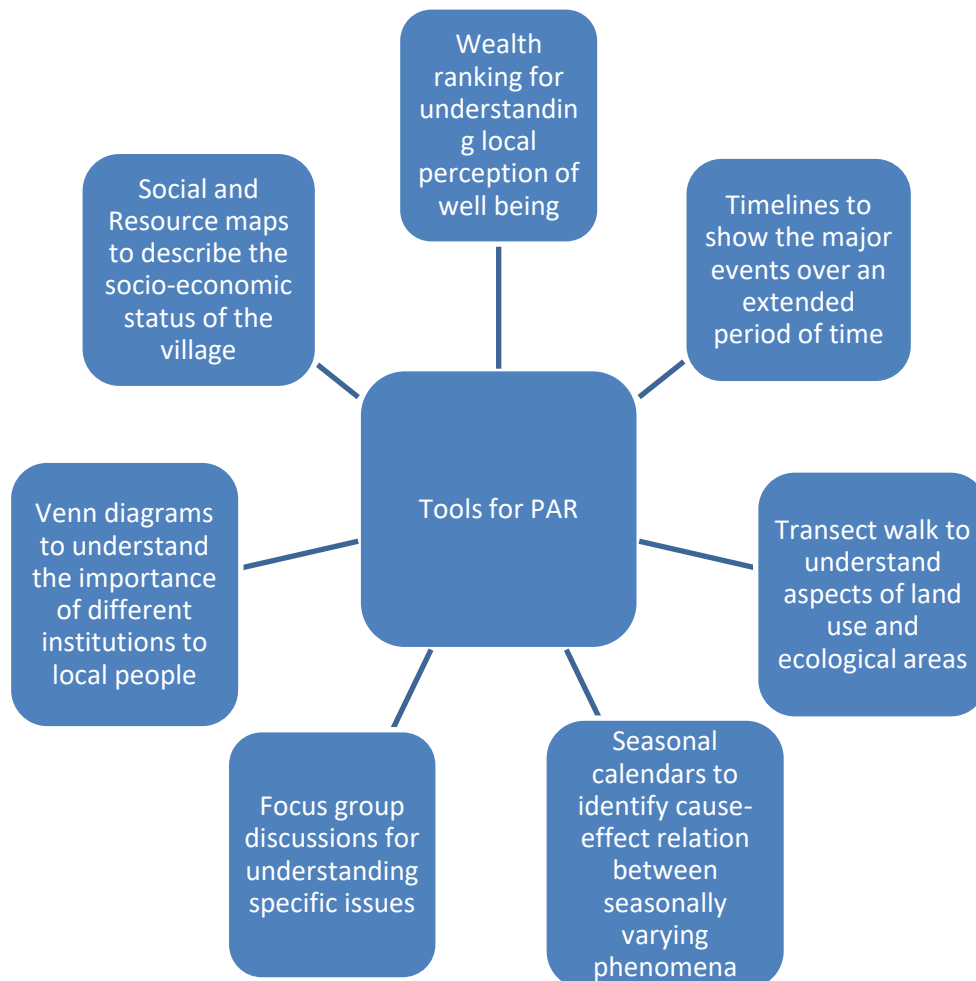 Wealth
ranking for
understandin
g local
perception of
well being
Timelines to
show the major
events over an
extended
period of time
Transect walk to
understand
aspects of land
use and
ecological areas
Seasonal
calendars to
identify cause-
effect relation
between
seasonally
varying
phenomena
Focus group
discussions for
understanding
specific issues
Venn diagrams
to understand
the importance
of different
institutions to
local people
Social and
Resource maps
to describe the
socio-economic
status of the
village
Tools for PAR